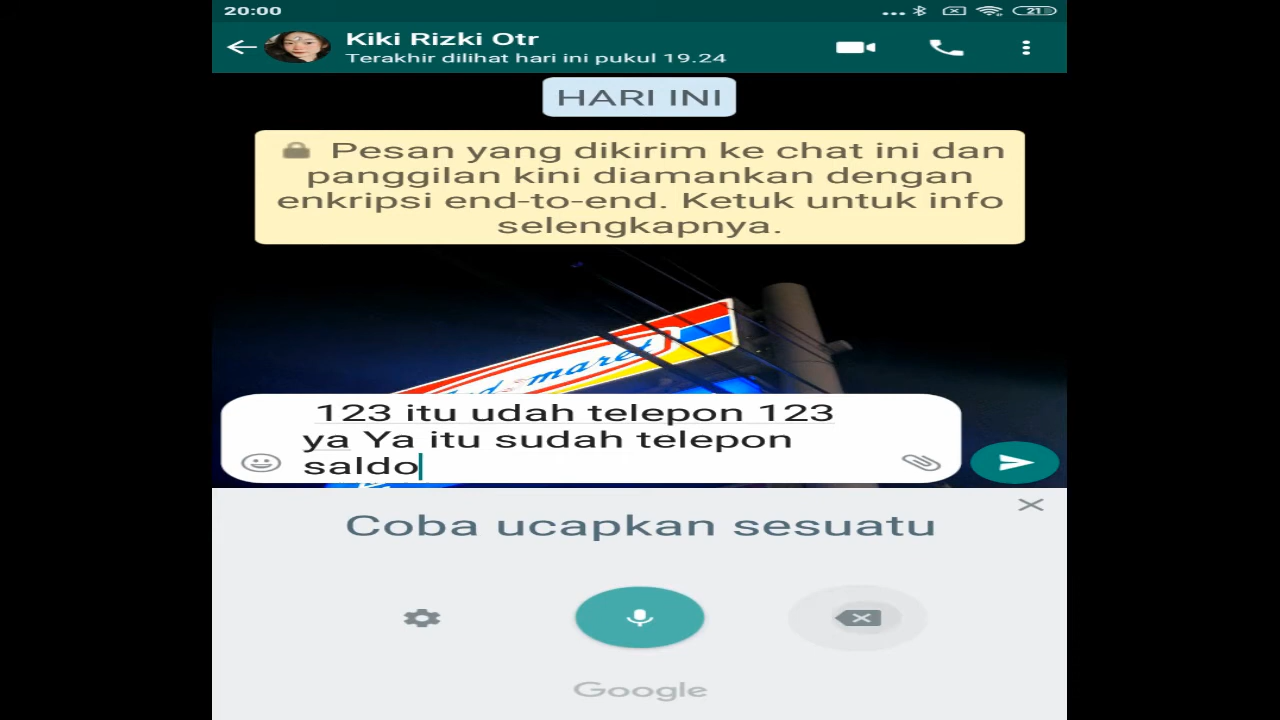 20:00
21
Kiki Rizki Otr
Terakhir dilihat hari ini pukul 19.24
HARI INI
Pesan yang dikirim ke chat ini dan
panggilan kini diamankan dengan
enkripsi end-to-end. Ketuk untuk info
selengkapnya.
maret
123 itu udah telepon 123
ya Ya itu sudah telepon
saldo
Coba ucapkan sesuatu
Google